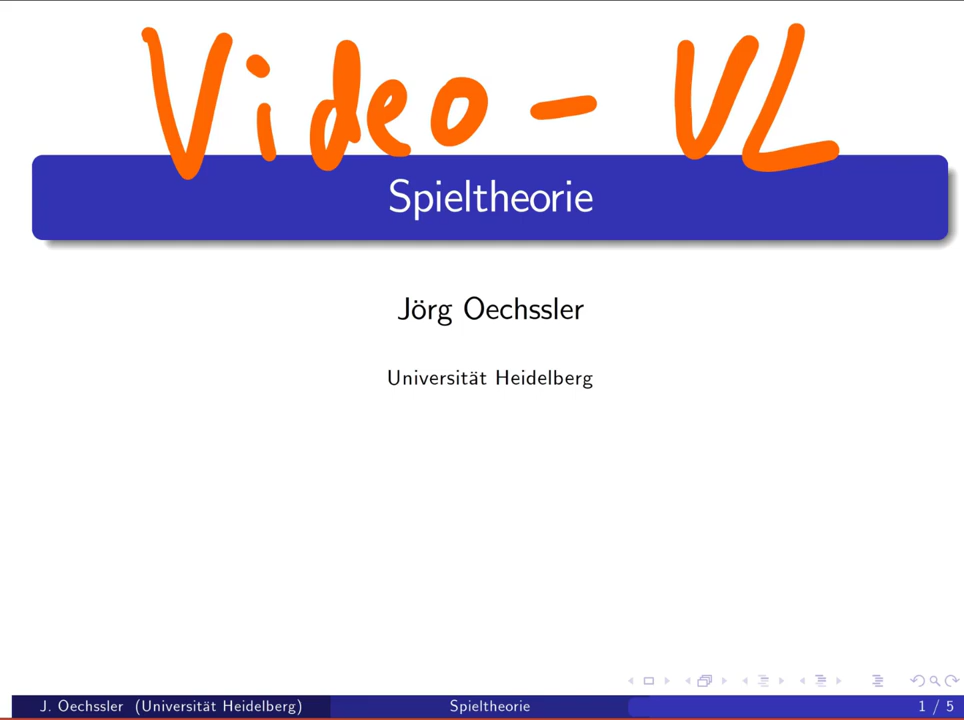 Video - VL
Spieltheorie
Jörg Oechssler
Universität Heidelberg
J. Oechssler (Universität Heidelberg) Spieltheorie 1 / 5